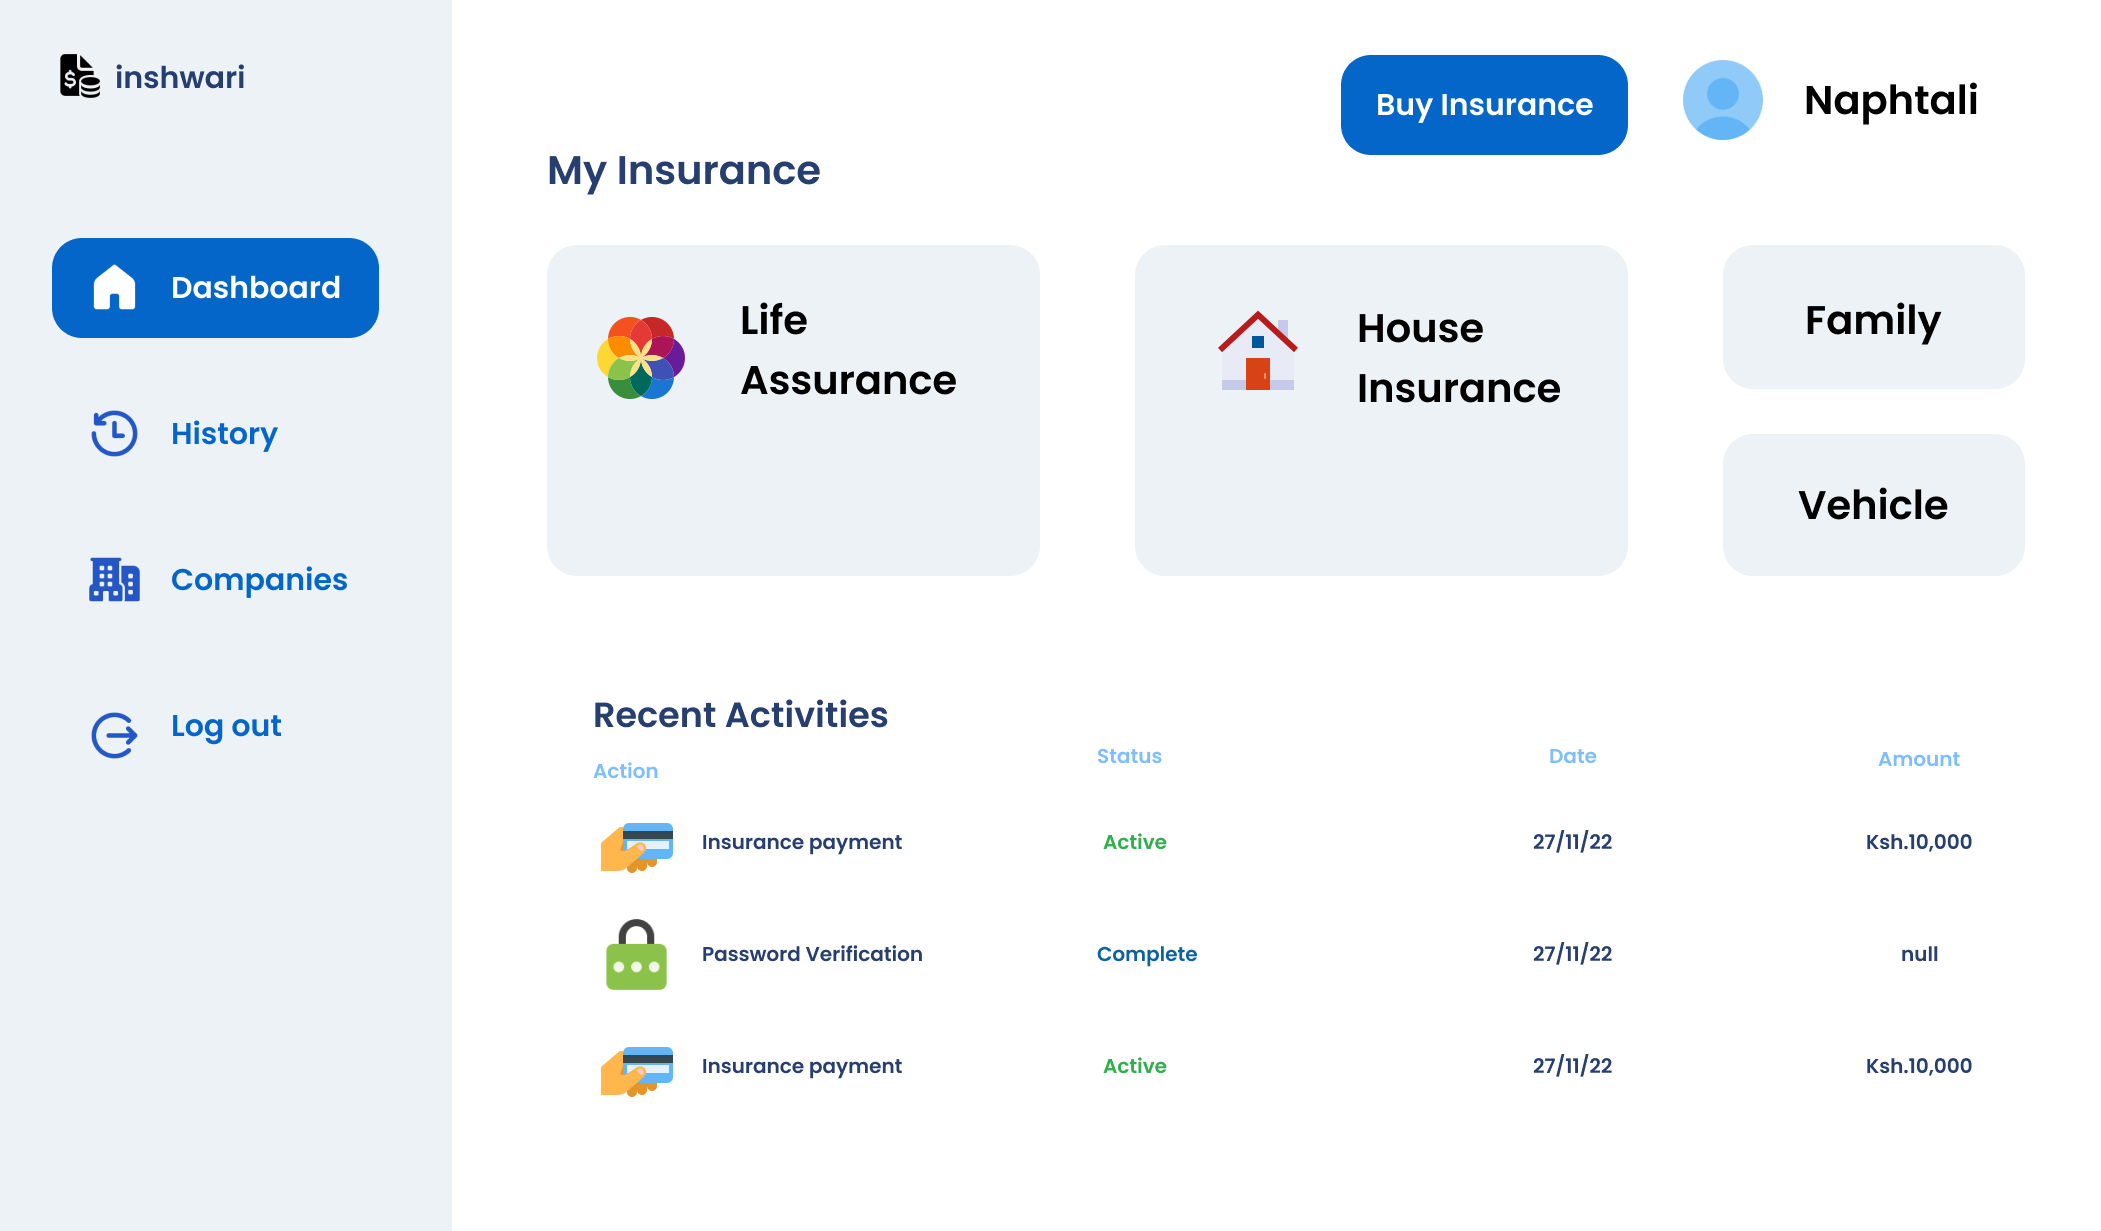 inshwari
Dashboard
History
Companies
Log out
Buy Insurance
Naphtali
My Insurance
Life
Assurance
House
Insurance
Family
Vehicle
Recent Activities
Action Status Date Amount
Insurance payment Active 27/11/22 Ksh.10,000
Password Verification Complete 27/11/22 null
Insurance payment Active 27/11/22 Ksh.10,000